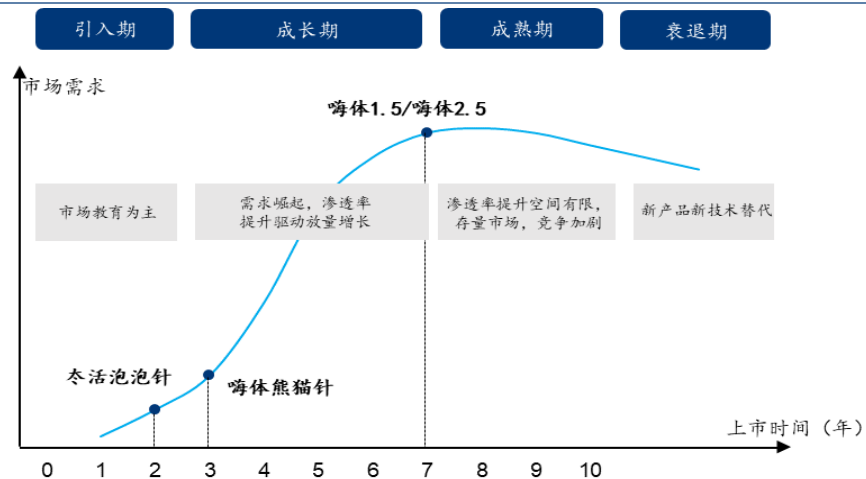 引入期 成长期 成熟期 衰退期
市场需求
嗨体1.5/嗨体2.5
市场教育为主
需求崛起，渗透率
提升驱动放量增长
渗透率提升空间有限，
存量市场，竞争加剧
新产品新技术替代
冭活泡泡针
嗨体熊猫针
上市时间（年）
0 1 2 3 4 5 6 7 8 9 10